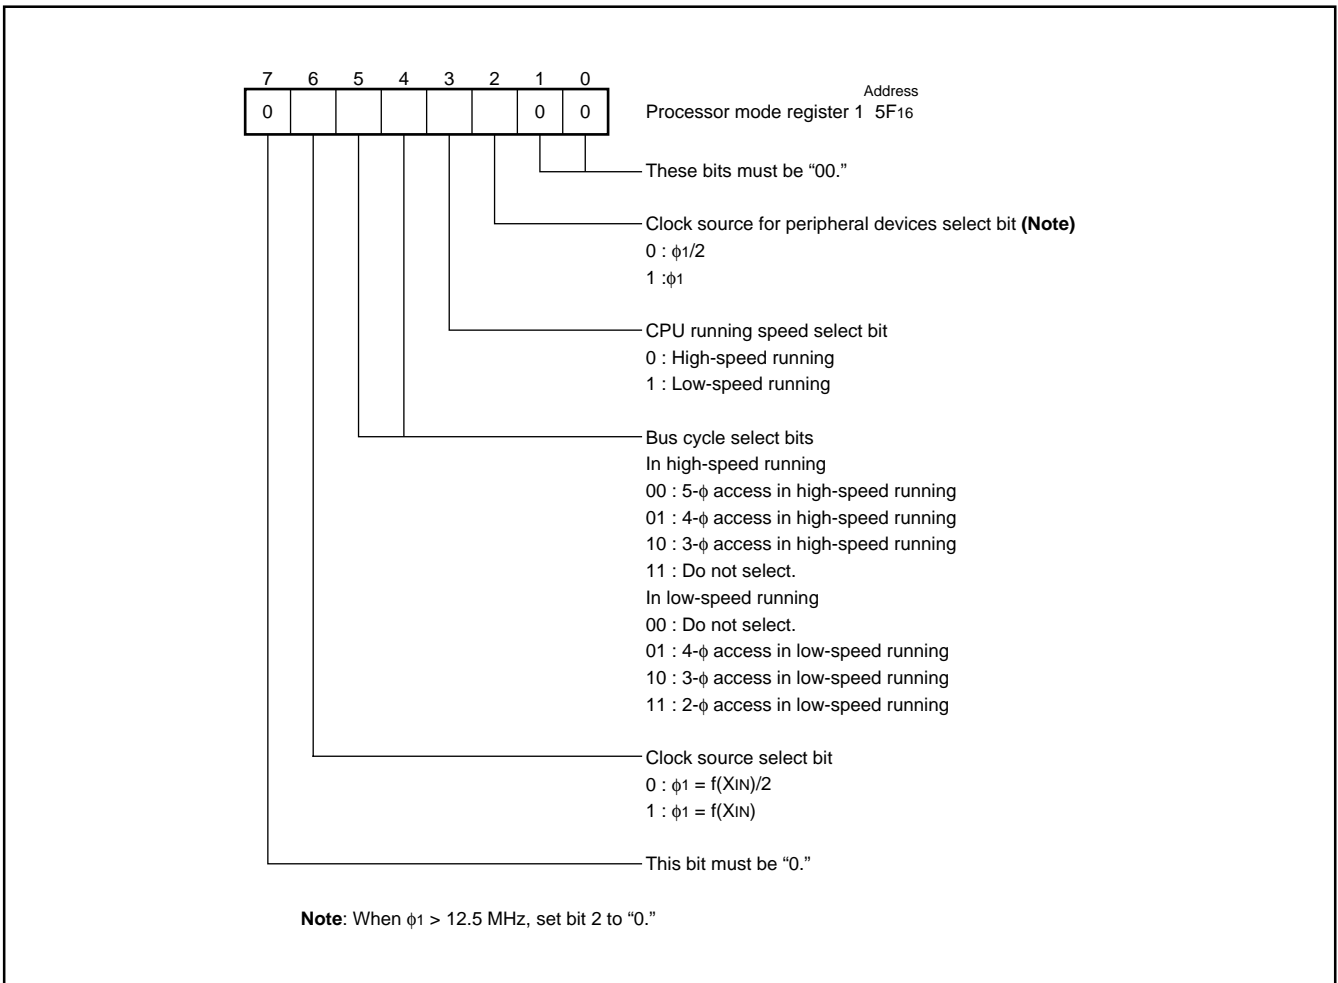 7 6 5 4 3 2 1 0
Address
0 0 0 Processor mode register 1 5F16
These bits must be “00.”
Clock source for peripheral devices select bit (Note)
0 : ϕ1/2
1 :ϕ1
CPU running speed select bit
0 : High-speed running
1 : Low-speed running
Bus cycle select bits
In high-speed running
00 : 5-ϕ access in high-speed running
01 : 4-ϕ access in high-speed running
10 : 3-ϕ access in high-speed running
11 : Do not select.
In low-speed running
00 : Do not select.
01 : 4-ϕ access in low-speed running
10 : 3-ϕ access in low-speed running
11 : 2-ϕ access in low-speed running
Clock source select bit
0 : ϕ1 = f(XIN)/2
1 : ϕ1 = f(XIN)
This bit must be “0.”
Note: When ϕ1 > 12.5 MHz, set bit 2 to “0.”